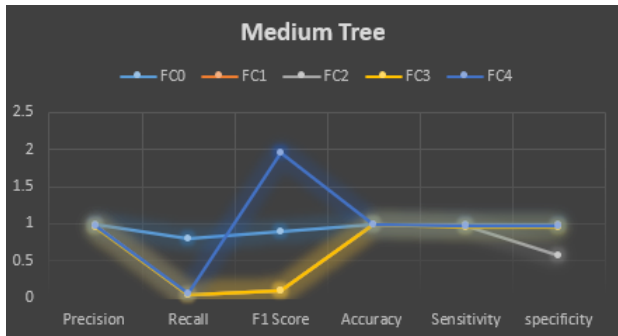 Medium Tree
FC0 FC1 FC2 FC3 FC4
2.5
2
1.5
1
0.5
0
Precision Recall F1 Score Accuracy Sensitivity specificity